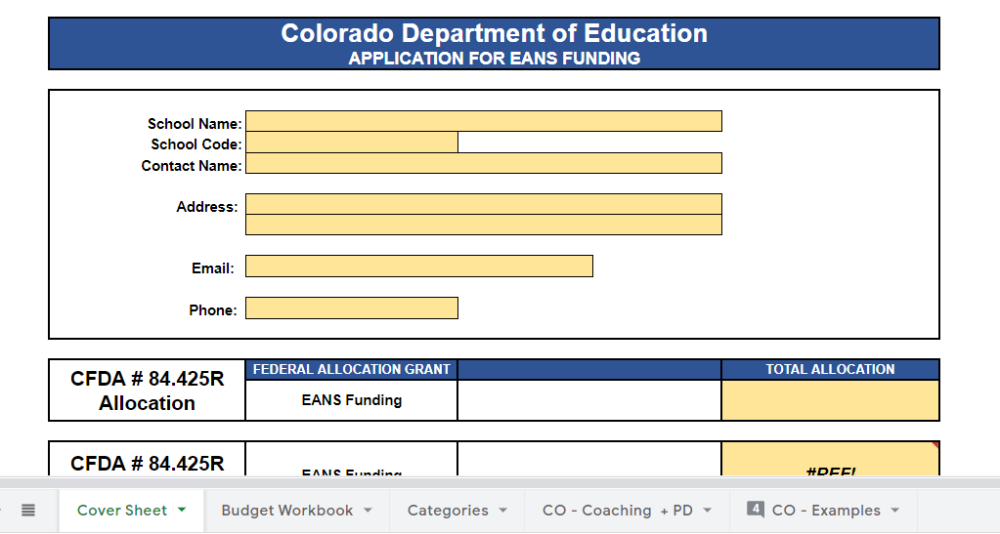 Colorado Department of Education
APPLICATION FOR EANS FUNDING
School Name:
School Code:
Contact Name:
Address:
Email:
Phone:
CFDA # 84.425R
Allocation
FEDERAL ALLOCATION GRANT
TOTAL ALLOCATION
EANS Funding
CFDA # 84.425R
EANS Funding
#REF!
Cover Sheet
Budget Workbook
Categories
CO - Coaching + PD
4 CO - Examples